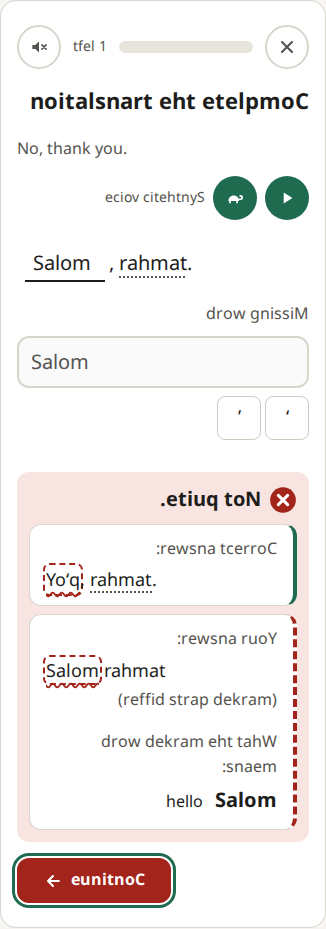 tfel 1
noitalsnart eht etelpmoC
No, thank you.
eciov citehtnyS
Salom , rahmat.
drow gnissiM
Salom
ʼ ʻ
.etiuq toN
:rewsna tcerroC
Yoʻq, rahmat.
:rewsna ruoY
Salom rahmat
(reffid strap dekram)
drow dekram eht tahW
:snaem
hello Salom
← eunitnoC